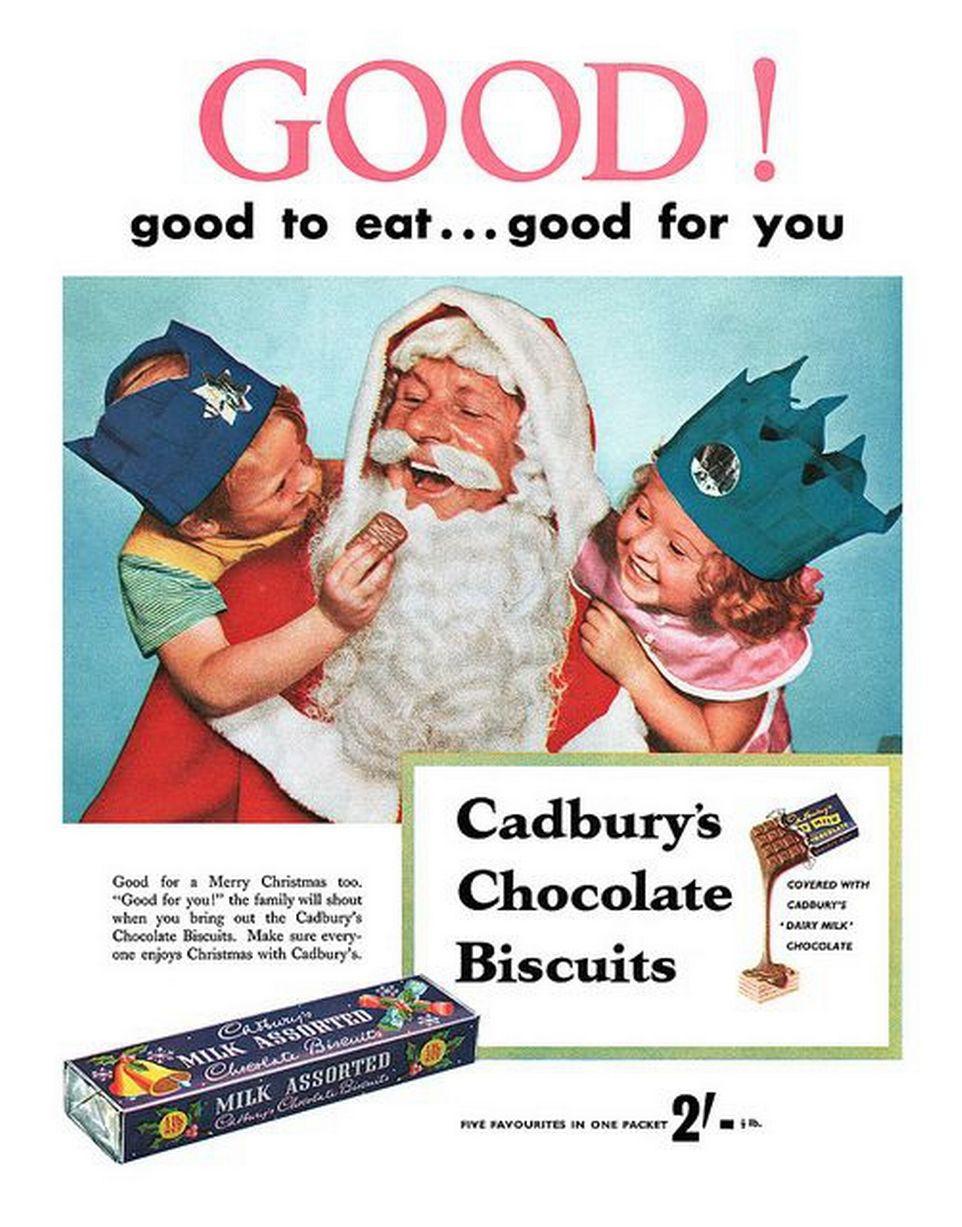 GOOD!
good to eat...good for you
Cadbury's
Chocolate
Biscuits
COVERED WITH
CADBURY'S
'DAIRY MILK'
CHOCOLATE
Good for a Merry Christmas too.
"Good for you!" the family will shout
when you bring out the Cadbury's
Chocolate Biscuits. Make sure every-
one enjoys Christmas with Cadbury's.
Cadbury's
MILK ASSORTED
Chocolate Biscuits
MILK ASSORTED
Cadbury's Chocolate Biscuits
FIVE FAVOURITES IN ONE PACKET 2/- ½ lb.